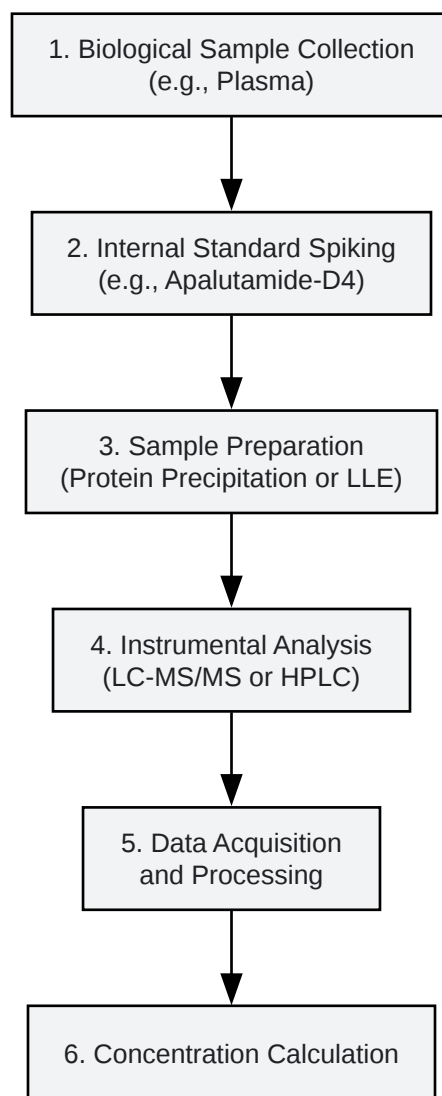 1. Biological Sample Collection
(e.g., Plasma)
2. Internal Standard Spiking
(e.g., Apalutamide-D4)
3. Sample Preparation
(Protein Precipitation or LLE)
4. Instrumental Analysis
(LC-MS/MS or HPLC)
5. Data Acquisition
and Processing
6. Concentration Calculation